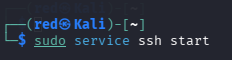 ┌──(red㉿Kali)-[~]
└─$ sudo service ssh start